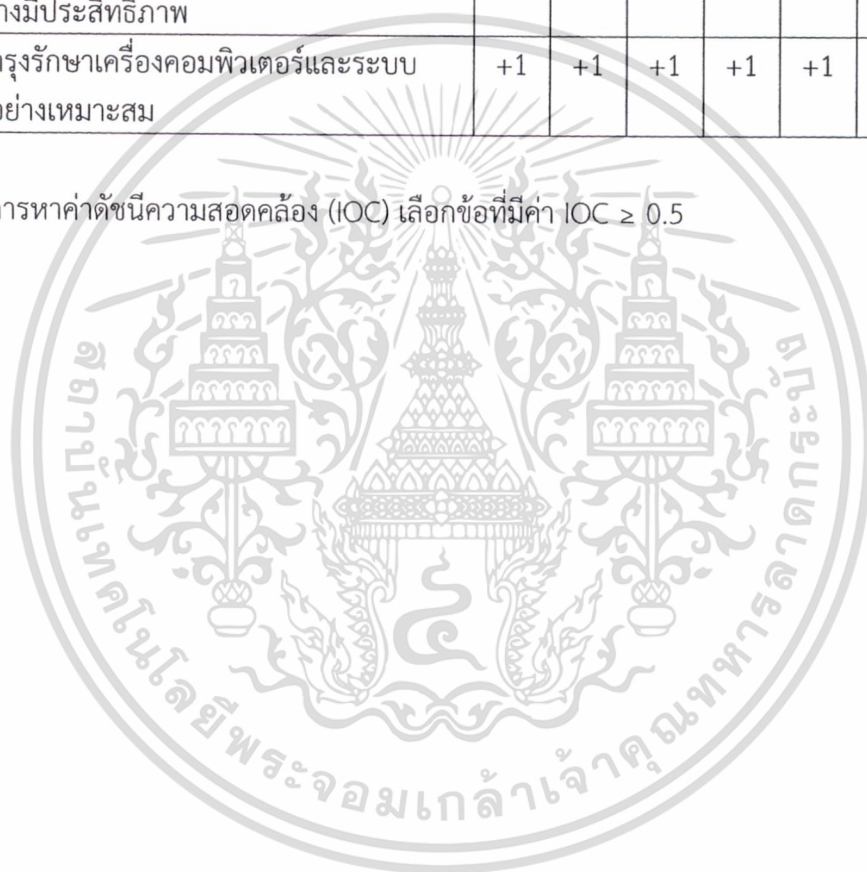 างมีประสิทธิภาพ
รุงรักษาเครื่องคอมพิวเตอร์และระบบ +1 +1 +1 +1 +1
อย่างเหมาะสม
การหาค่าดัชนีความสอดคล้อง (IOC) เลือกข้อที่มีค่า IOC ≥ 0.5
สถาบันเทคโนโลยีพระจอมเกล้าเจ้าคุณทหารลาดกระบัง